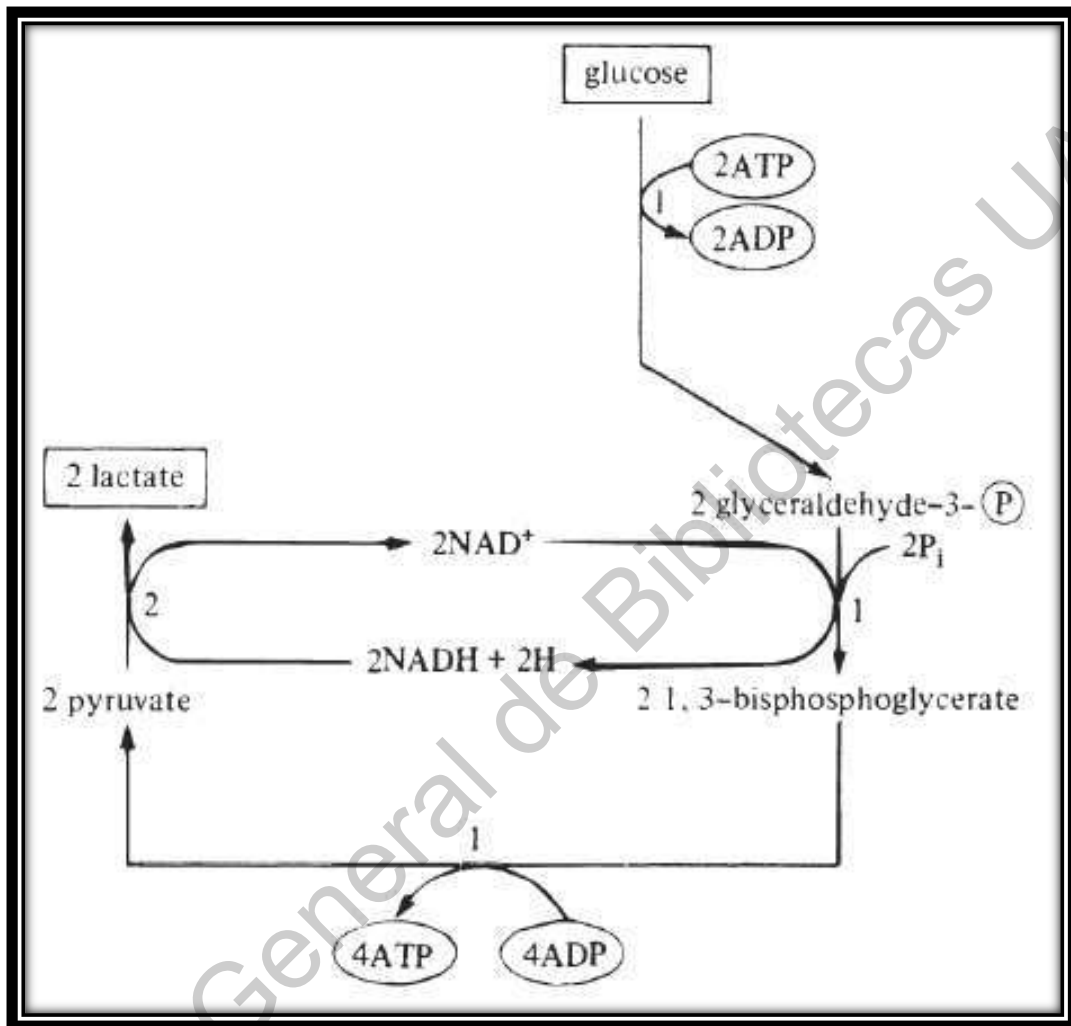 glucose
2ATP
1
2ADP
2 lactate
2 glyceraldehyde-3-P
2NAD⁺
2Pᵢ
2
1
2NADH + 2H
2 pyruvate
2 1, 3-bisphosphoglycerate
1
4ATP
4ADP
General de Bibliotecas